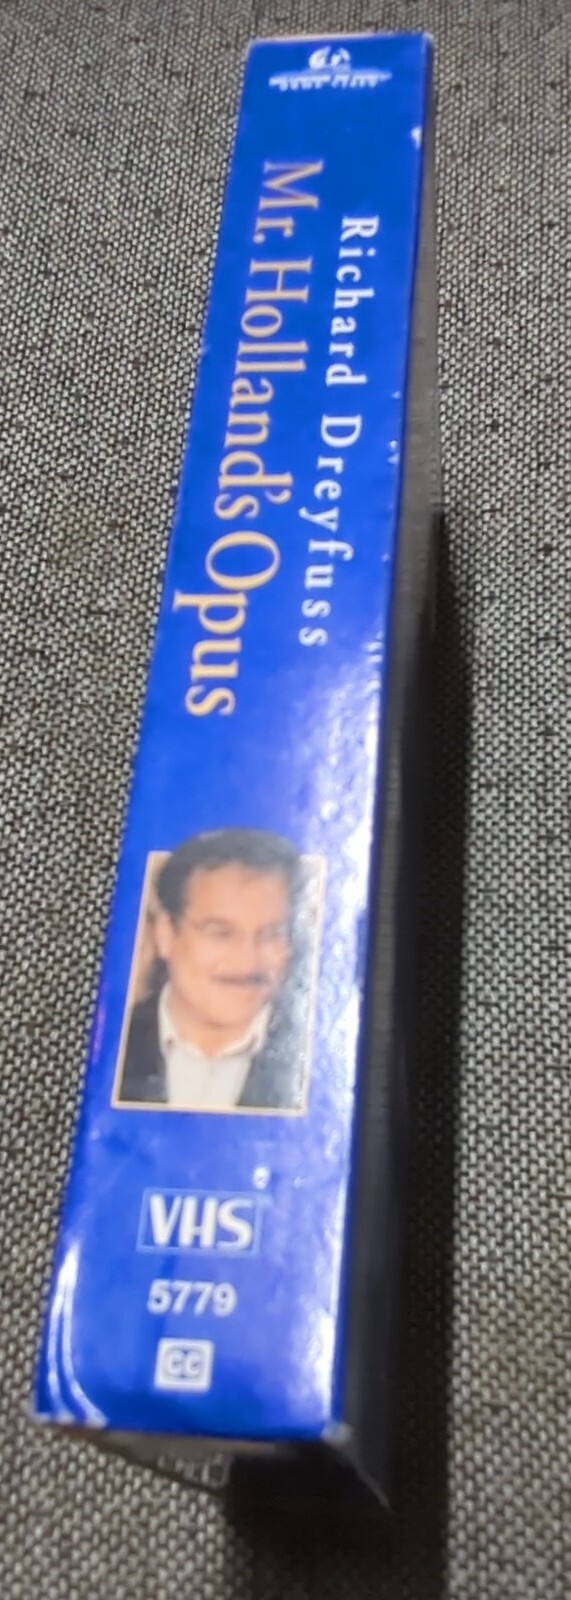 Richard Dreyfuss
Mr. Holland's Opus
VHS
5779
CC